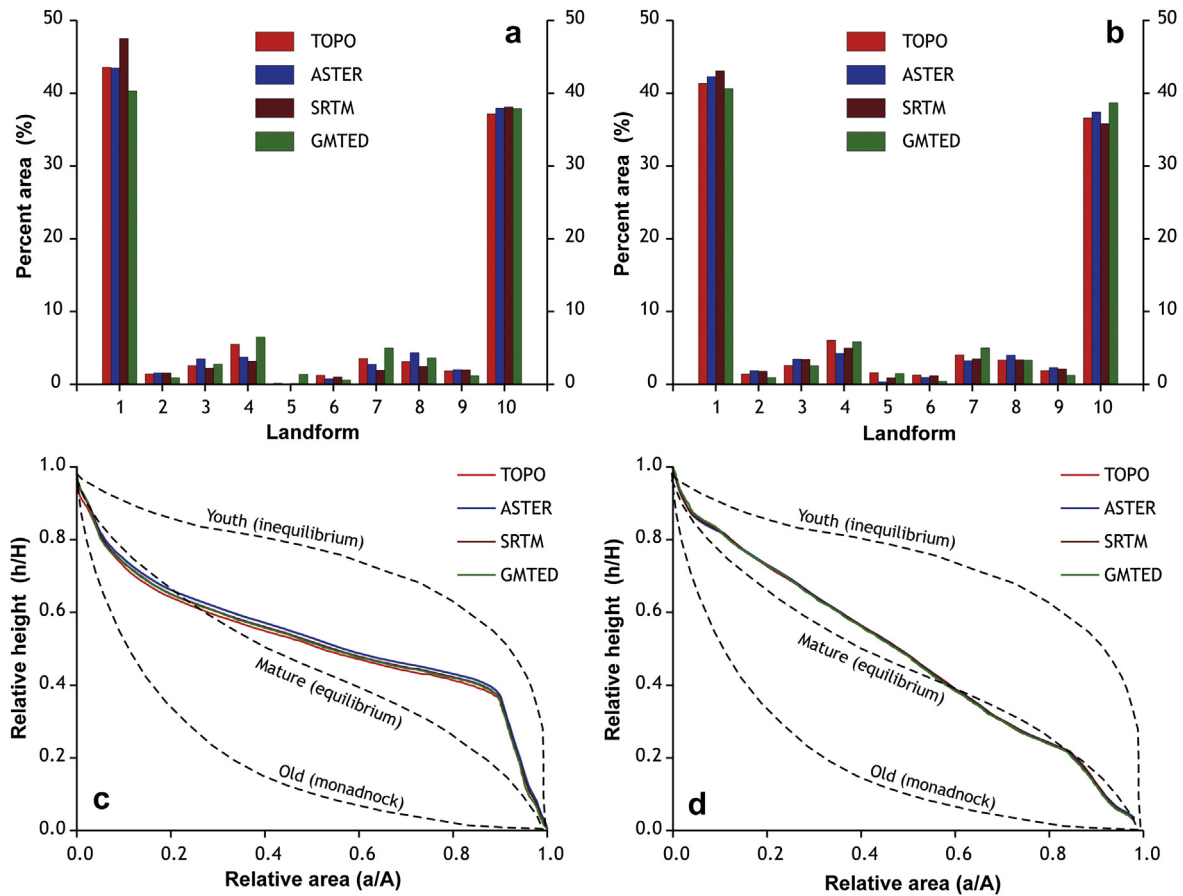 a
TOPO
ASTER
SRTM
GMTED
Percent area (%)
50
40
30
20
10
0
50
40
30
20
10
0
1 2 3 4 5 6 7 8 9 10
Landform
b
TOPO
ASTER
SRTM
GMTED
Percent area (%)
50
40
30
20
10
0
50
40
30
20
10
0
1 2 3 4 5 6 7 8 9 10
Landform
c
TOPO
ASTER
SRTM
GMTED
Relative height (h/H)
1.0
0.8
0.6
0.4
0.2
0.0
Youth (inequilibrium)
Mature (equilibrium)
Old (monadnock)
0.0 0.2 0.4 0.6 0.8 1.0
Relative area (a/A)
d
TOPO
ASTER
SRTM
GMTED
Relative height (h/H)
1.0
0.8
0.6
0.4
0.2
0.0
Youth (inequilibrium)
Mature (equilibrium)
Old (monadnock)
0.0 0.2 0.4 0.6 0.8 1.0
Relative area (a/A)